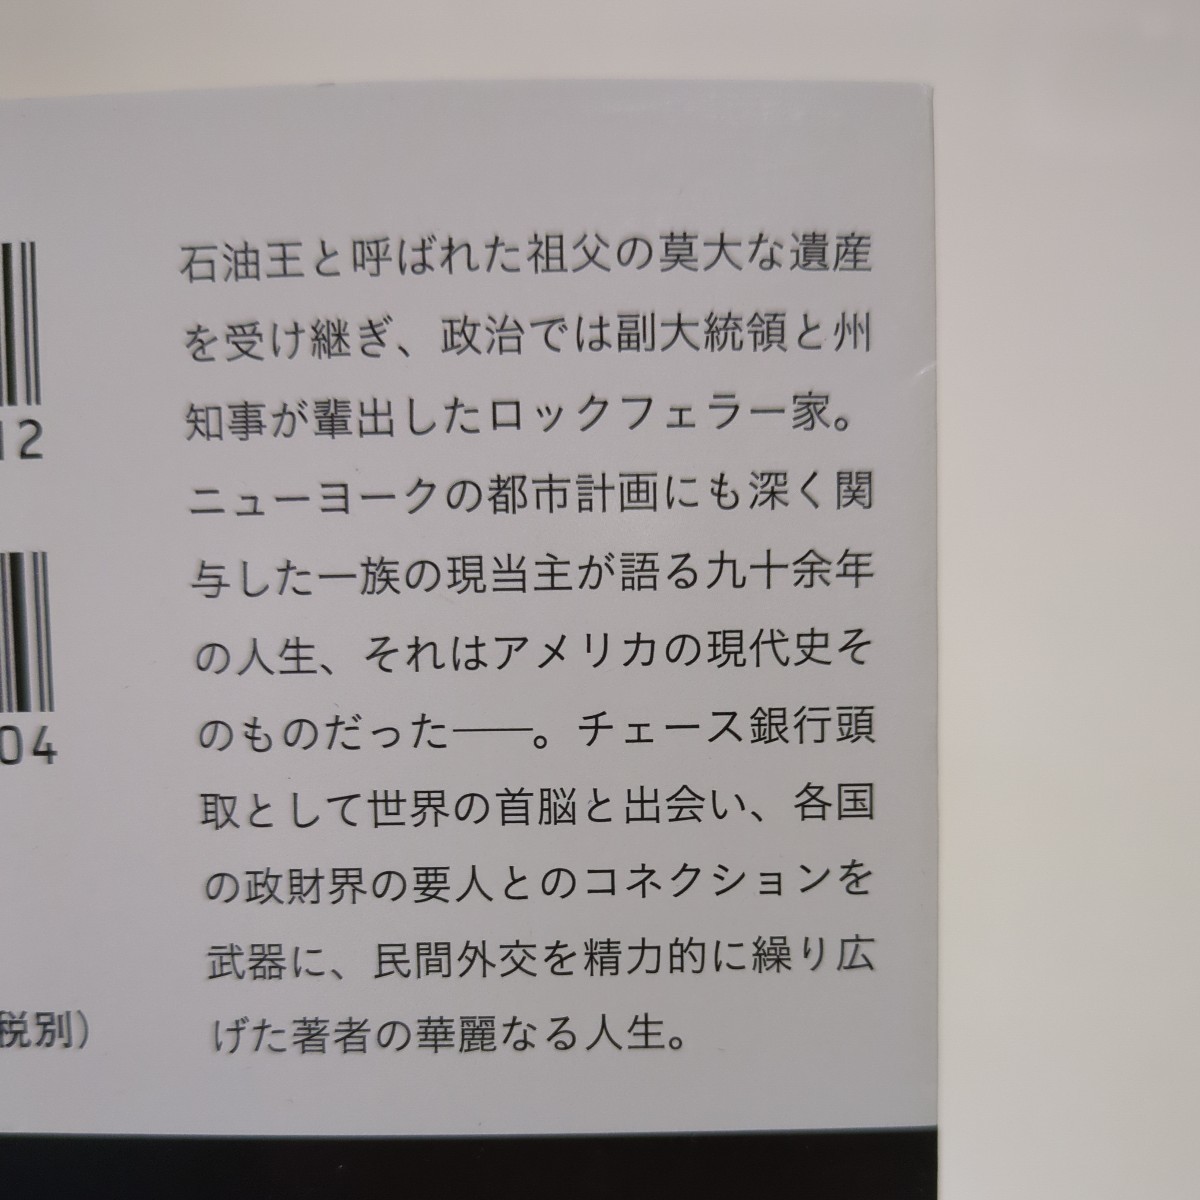 石油王と呼ばれた祖父の莫大な遺産
を受け継ぎ、政治では副大統領と州
知事が輩出したロックフェラー家。
ニューヨークの都市計画にも深く関
与した一族の現当主が語る九十余年
の人生、それはアメリカの現代史そ
のものだった――。チェース銀行頭
取として世界の首脳と出会い、各国
の政財界の要人とのコネクションを
武器に、民間外交を精力的に繰り広
げた著者の華麗なる人生。
12
04
税別）